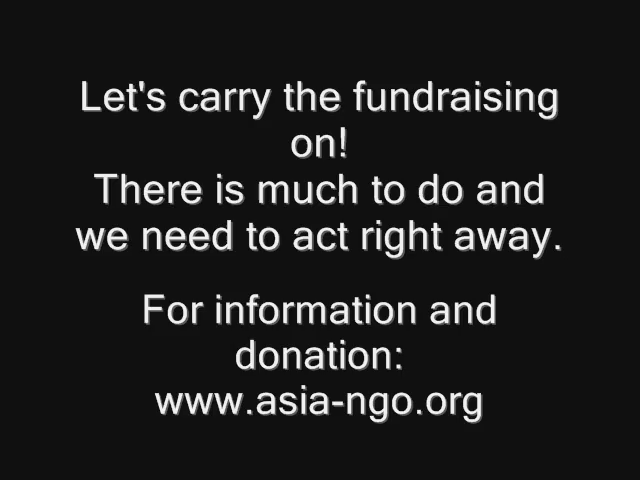 Let's carry the fundraising
on!
There is much to do and
we need to act right away.
For information and
donation:
www.asia-ngo.org